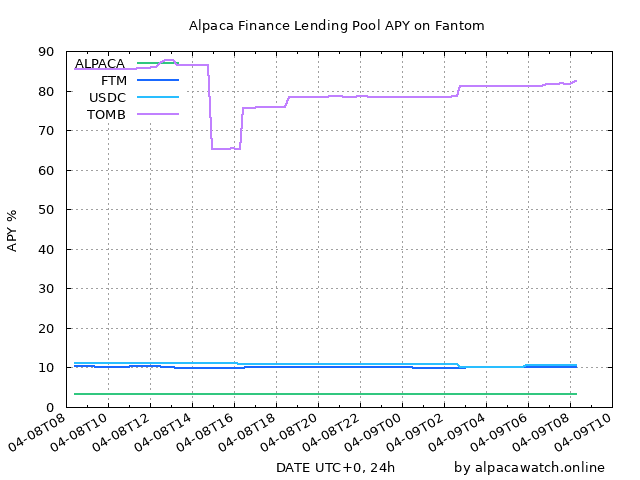 Alpaca Finance Lending Pool APY on Fantom
90
80
70
60
50
40
30
20
10
0
APY %
ALPACA
FTM
USDC
TOMB
04-08T08
04-08T10
04-08T12
04-08T14
04-08T16
04-08T18
04-08T20
04-08T22
04-09T00
04-09T02
04-09T04
04-09T06
04-09T08
04-09T10
DATE UTC+0, 24h
by alpacawatch.online